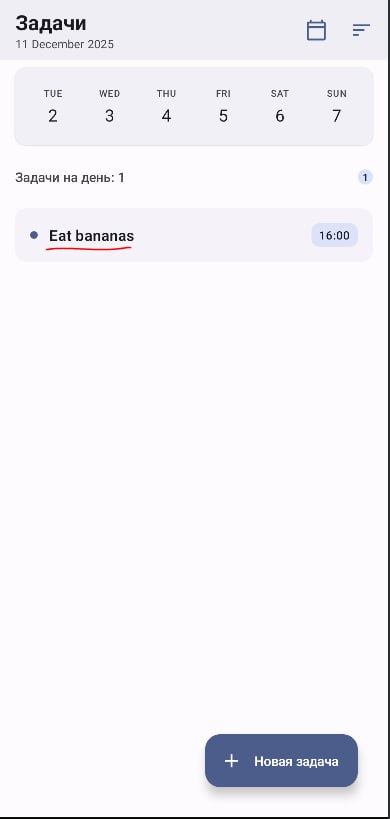 Задачи
11 December 2025
TUE WED THU FRI SAT SUN
2 3 4 5 6 7
Задачи на день: 1 1
Eat bananas 16:00
Новая задача